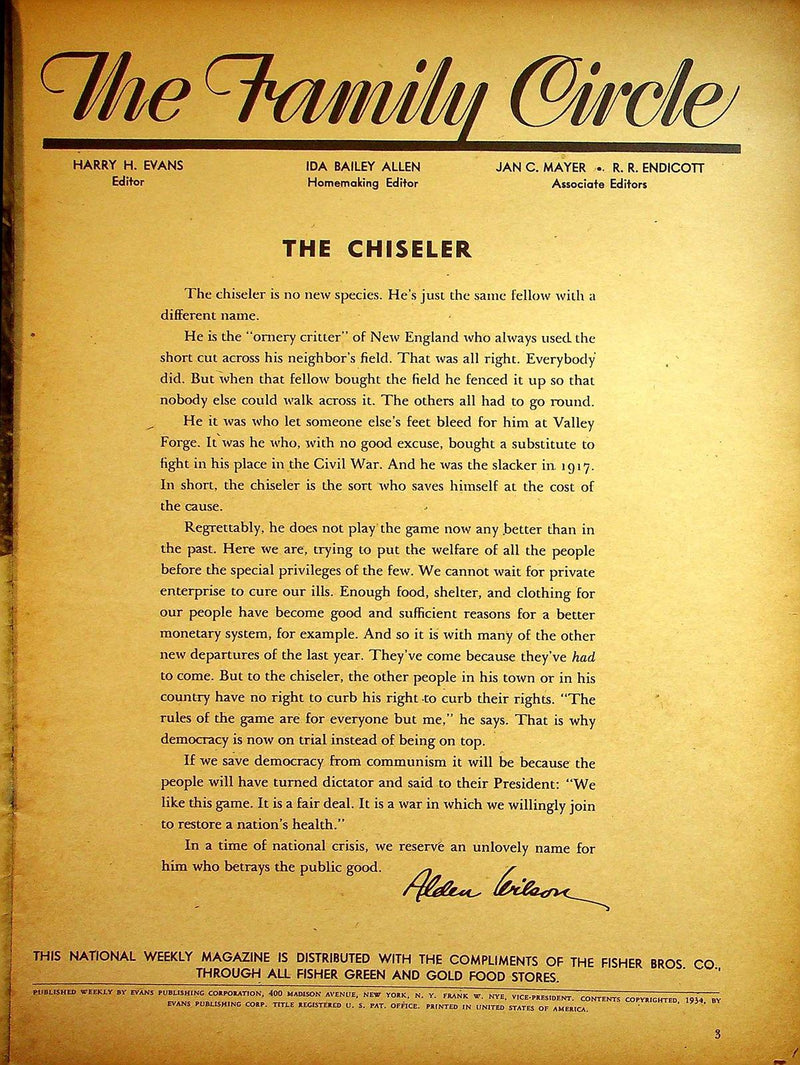 The Family Circle
HARRY H. EVANS
Editor
IDA BAILEY ALLEN
Homemaking Editor
JAN C. MAYER • R. R. ENDICOTT
Associate Editors
THE CHISELER
The chiseler is no new species. He's just the same fellow with a
different name.
He is the "ornery critter" of New England who always used the
short cut across his neighbor's field. That was all right. Everybody
did. But when that fellow bought the field he fenced it up so that
nobody else could walk across it. The others all had to go round.
He it was who let someone else's feet bleed for him at Valley
Forge. It was he who, with no good excuse, bought a substitute to
fight in his place in the Civil War. And he was the slacker in 1917.
In short, the chiseler is the sort who saves himself at the cost of
the cause.
Regrettably, he does not play the game now any better than in
the past. Here we are, trying to put the welfare of all the people
before the special privileges of the few. We cannot wait for private
enterprise to cure our ills. Enough food, shelter, and clothing for
our people have become good and sufficient reasons for a better
monetary system, for example. And so it is with many of the other
new departures of the last year. They've come because they've had
to come. But to the chiseler, the other people in his town or in his
country have no right to curb his right to curb their rights. "The
rules of the game are for everyone but me," he says. That is why
democracy is now on trial instead of being on top.
If we save democracy from communism it will be because the
people will have turned dictator and said to their President: "We
like this game. It is a fair deal. It is a war in which we willingly join
to restore a nation's health."
In a time of national crisis, we reserve an unlovely name for
him who betrays the public good.
Alden Wilson
THIS NATIONAL WEEKLY MAGAZINE IS DISTRIBUTED WITH THE COMPLIMENTS OF THE FISHER BROS. CO.,
THROUGH ALL FISHER GREEN AND GOLD FOOD STORES.
PUBLISHED WEEKLY BY EVANS PUBLISHING CORPORATION, 400 MADISON AVENUE, NEW YORK, N. Y. FRANK W. NYE, VICE-PRESIDENT. CONTENTS COPYRIGHTED, 1934, BY
EVANS PUBLISHING CORP. TITLE REGISTERED U. S. PAT. OFFICE. PRINTED IN UNITED STATES OF AMERICA.
3